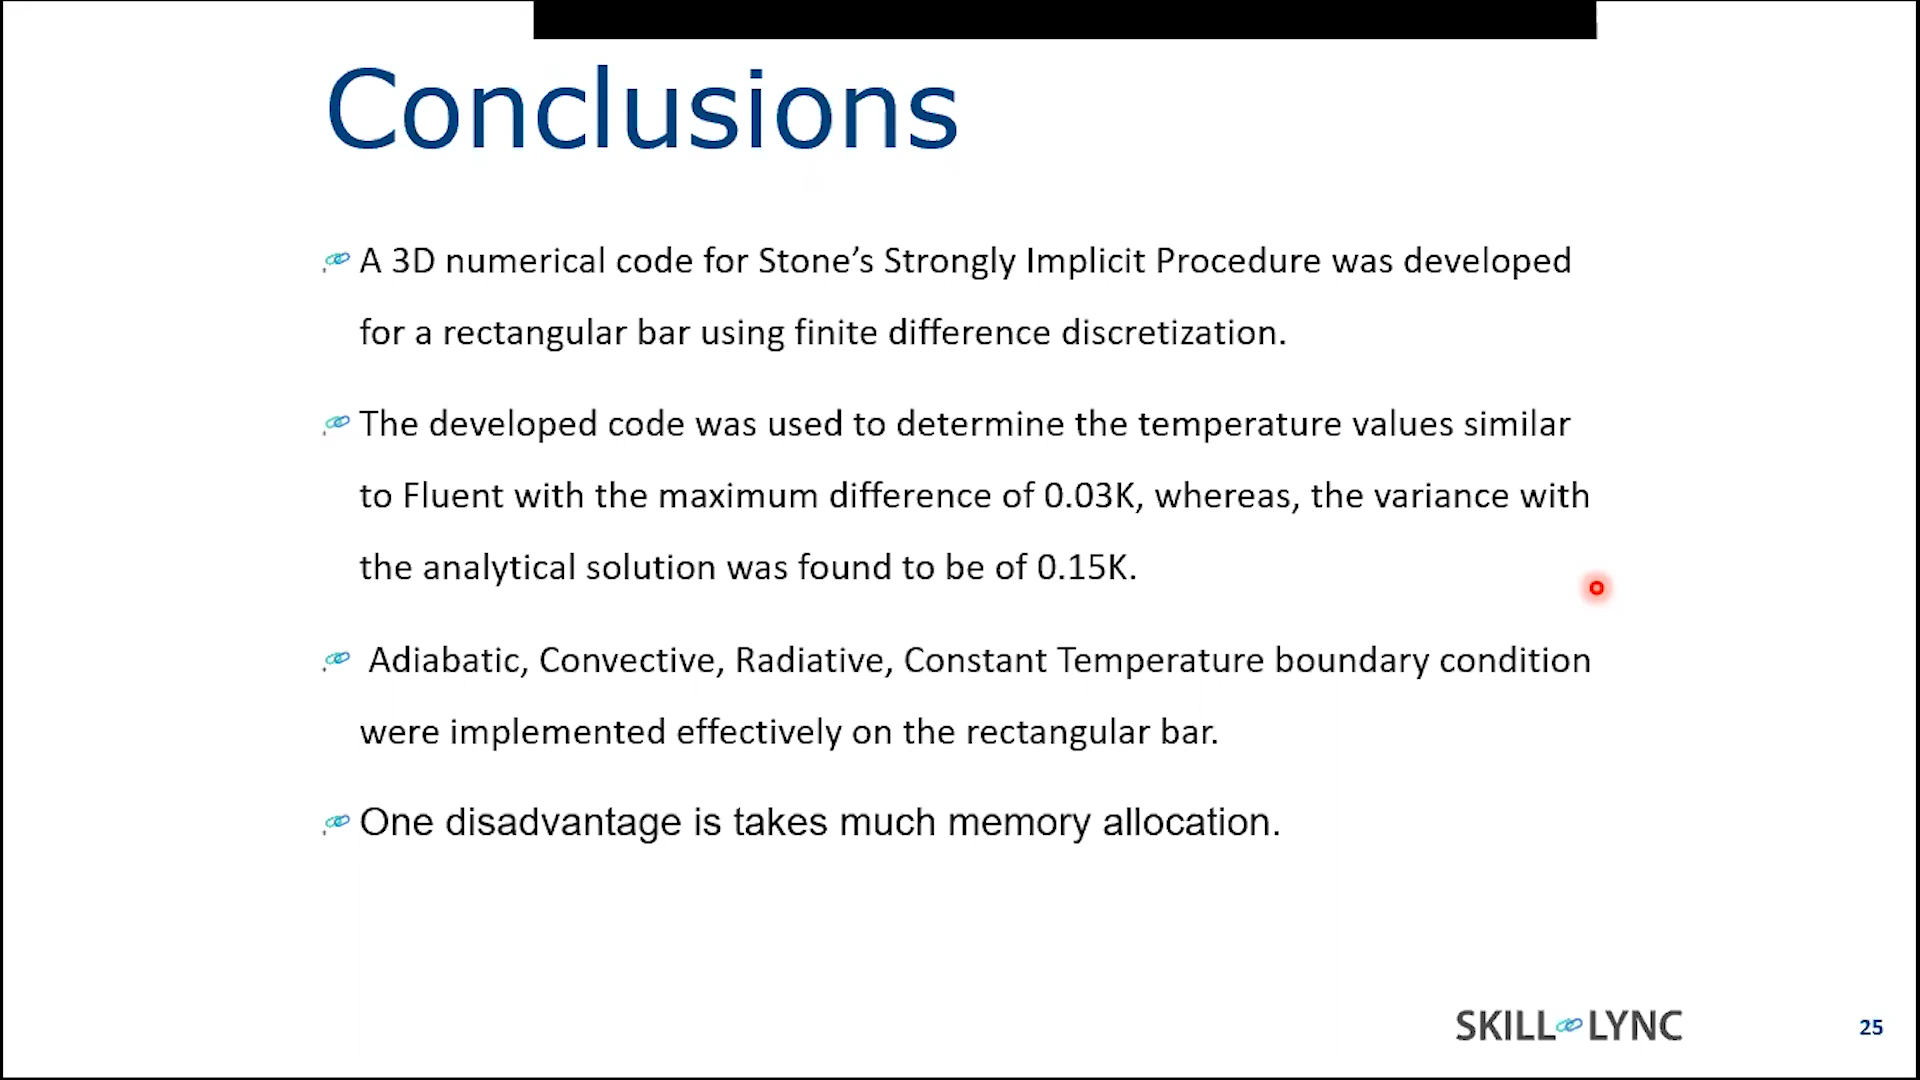 Conclusions
A 3D numerical code for Stone’s Strongly Implicit Procedure was developed
for a rectangular bar using finite difference discretization.
The developed code was used to determine the temperature values similar
to Fluent with the maximum difference of 0.03K, whereas, the variance with
the analytical solution was found to be of 0.15K.
Adiabatic, Convective, Radiative, Constant Temperature boundary condition
were implemented effectively on the rectangular bar.
One disadvantage is takes much memory allocation.
SKILL LYNC
25